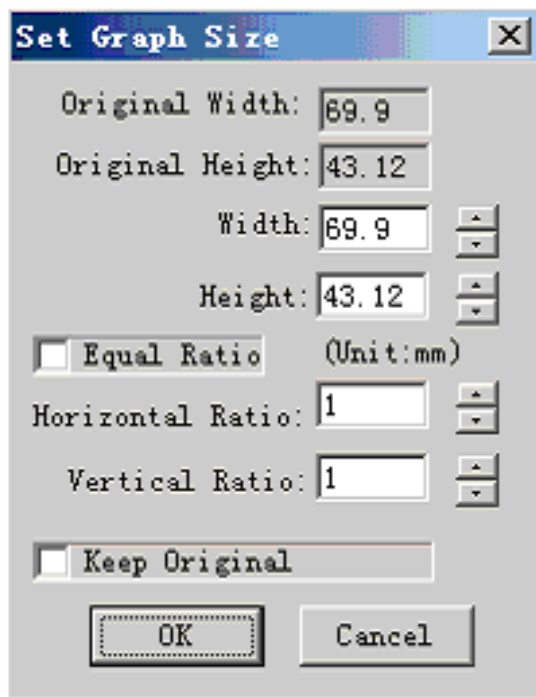 Set Graph Size
Original Width: 69.9
Original Height: 43.12
Width: 69.9
Height: 43.12
Equal Ratio (Unit:mm)
Horizontal Ratio: 1
Vertical Ratio: 1
Keep Original
OK Cancel